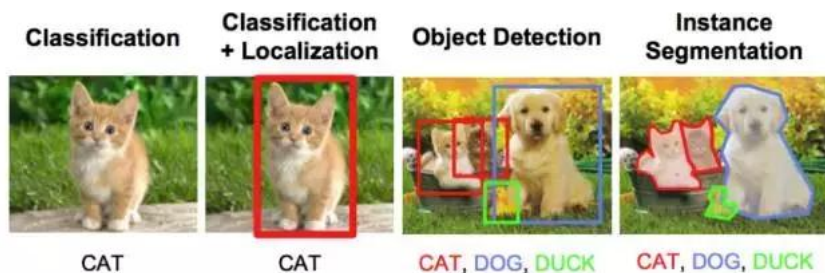 Classification
Classification
+ Localization
Object Detection
Instance
Segmentation
CAT
CAT
CAT, DOG, DUCK
CAT, DOG, DUCK